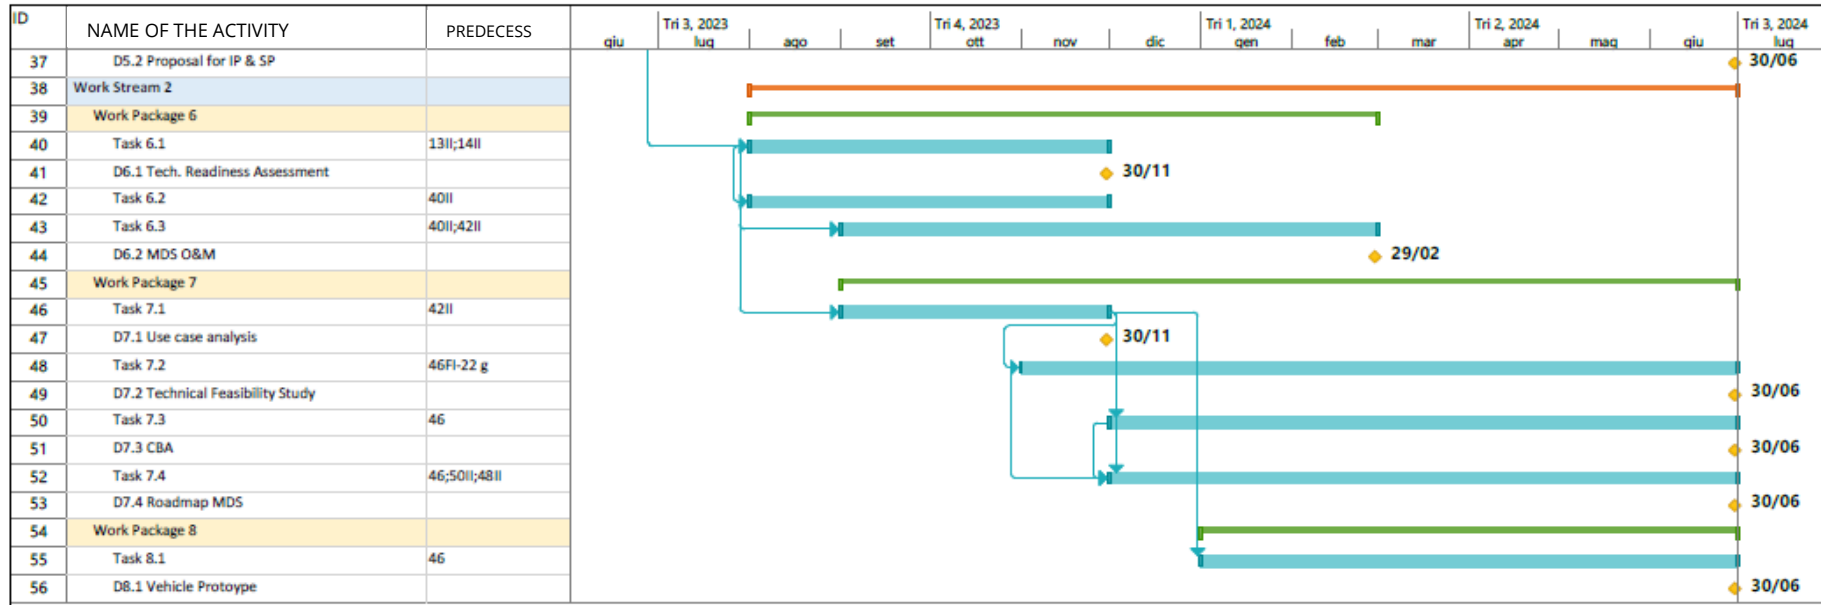 ID NAME OF THE ACTIVITY PREDECESS
Tri 3, 2023 Tri 4, 2023 Tri 1, 2024 Tri 2, 2024 Tri 3, 2024
giu lug ago set ott nov dic gen feb mar apr mag giu lug
37 D5.2 Proposal for IP & SP 30/06
38 Work Stream 2
39 Work Package 6
40 Task 6.1 13II;14II
41 D6.1 Tech. Readiness Assessment 30/11
42 Task 6.2 40II
43 Task 6.3 40II;42II
44 D6.2 MDS O&M 29/02
45 Work Package 7
46 Task 7.1 42II
47 D7.1 Use case analysis 30/11
48 Task 7.2 46FI-22 g
49 D7.2 Technical Feasibility Study 30/06
50 Task 7.3 46
51 D7.3 CBA 30/06
52 Task 7.4 46;50II;48II
53 D7.4 Roadmap MDS 30/06
54 Work Package 8
55 Task 8.1 46
56 D8.1 Vehicle Protoype 30/06